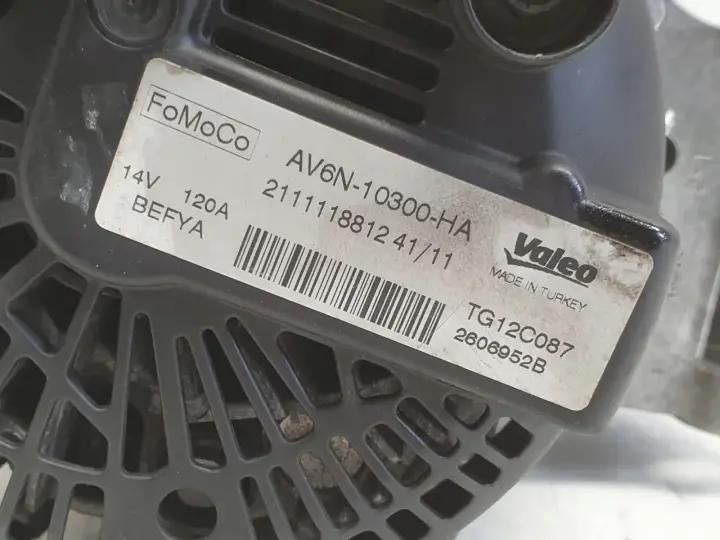 FoMoCo
AV6N-10300-HA
14V 120A
2111118812 41/11
BEFYA
Valeo
MADE IN TURKEY
TG12C087
2606952B